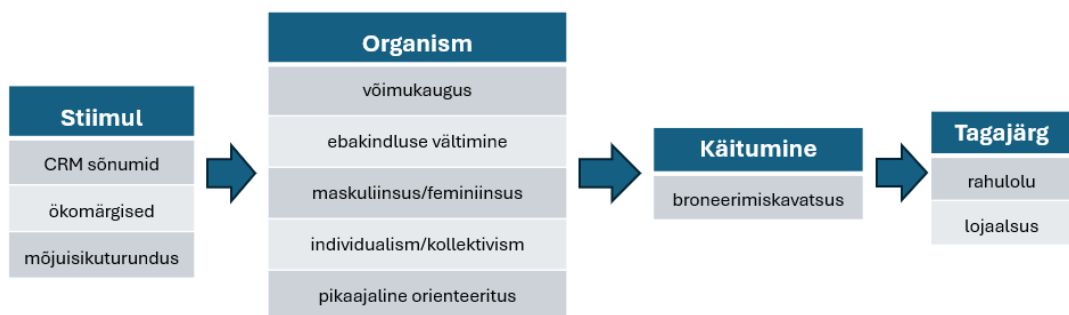 Stiimul
CRM sõnumid
ökomärgised
mõjuisikuturundus
Organism
võimukaugus
ebakindluse vältimine
maskuliinsus/feminiinsus
individualism/kollektivism
pikaajaline orienteeritus
Käitumine
broneerimiskavatsus
Tagajärg
rahulolu
lojaalsus